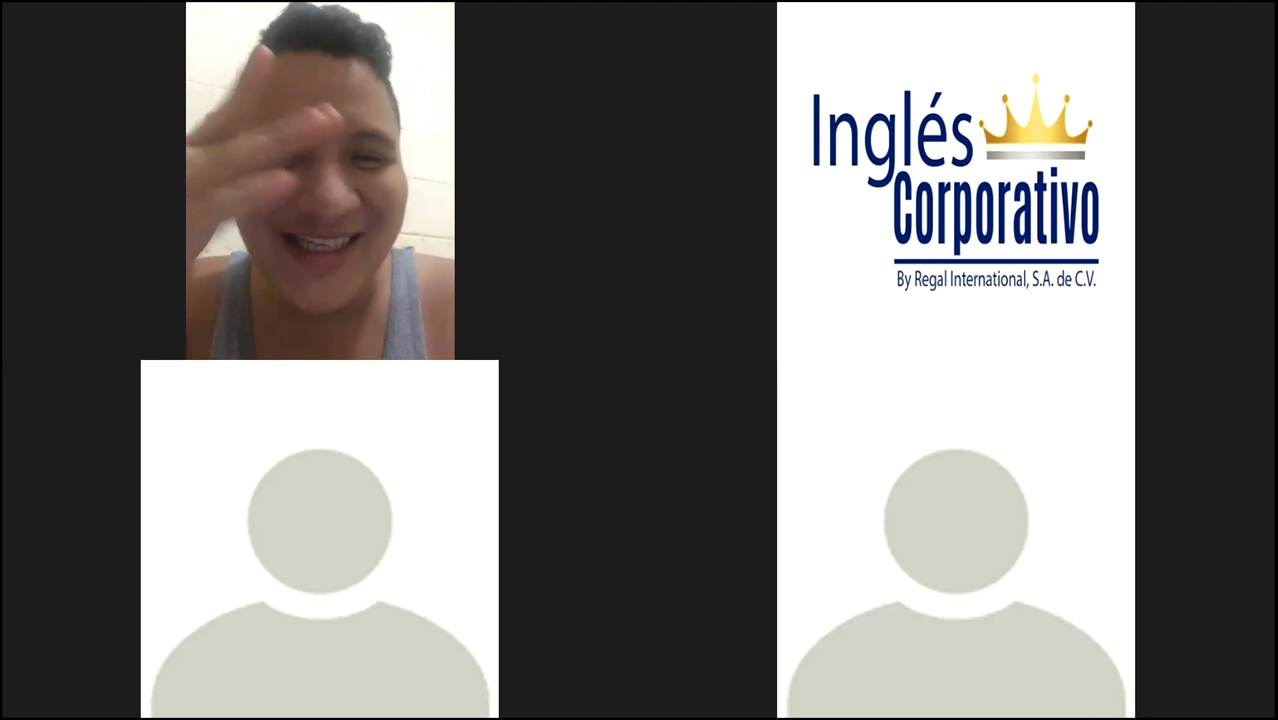 Inglés
Corporativo
By Regal International, S.A. de C.V.